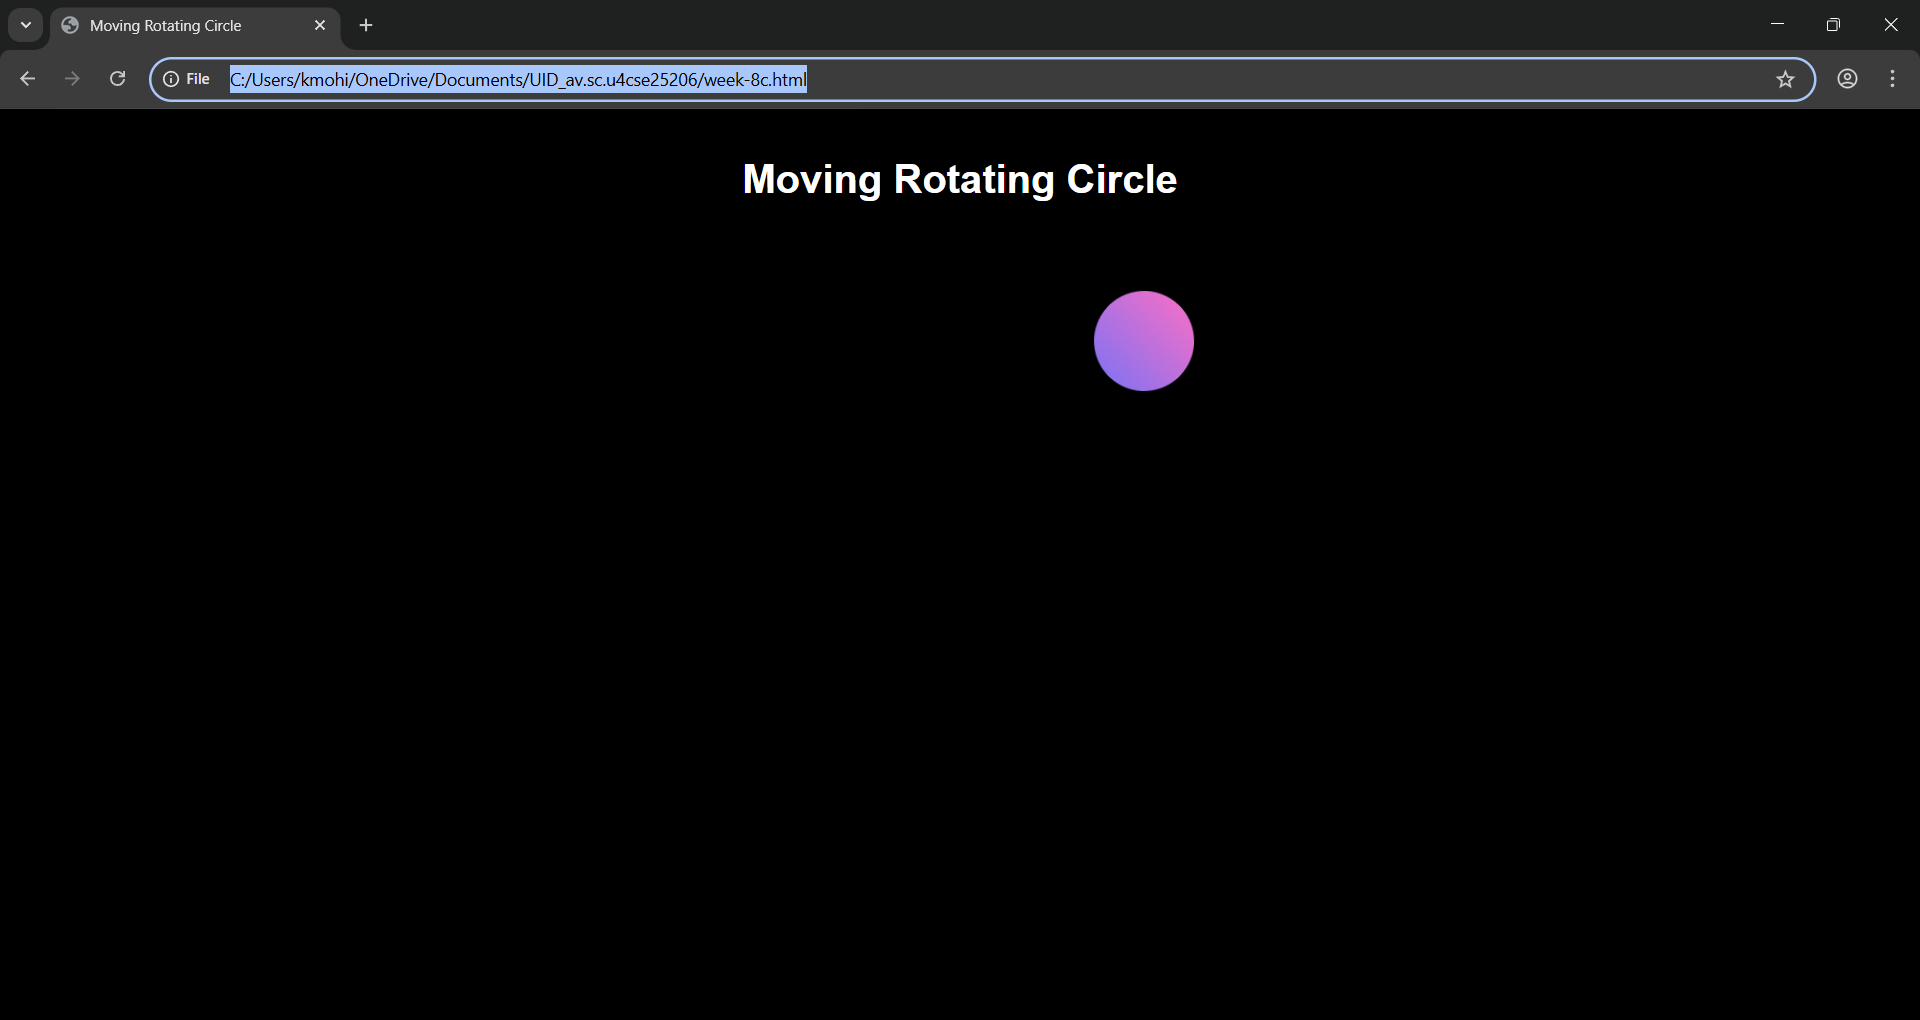 Moving Rotating Circle
File C:/Users/kmohi/OneDrive/Documents/UID_av.sc.u4cse25206/week-8c.html
Moving Rotating Circle